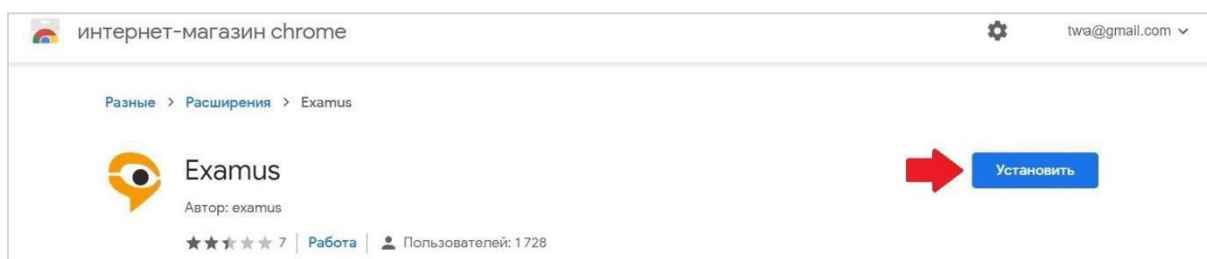 интернет-магазин chrome
twa@gmail.com
Разные > Расширения > Examus
Examus
Установить
Автор: examus
7 | Работа | Пользователей: 1 728